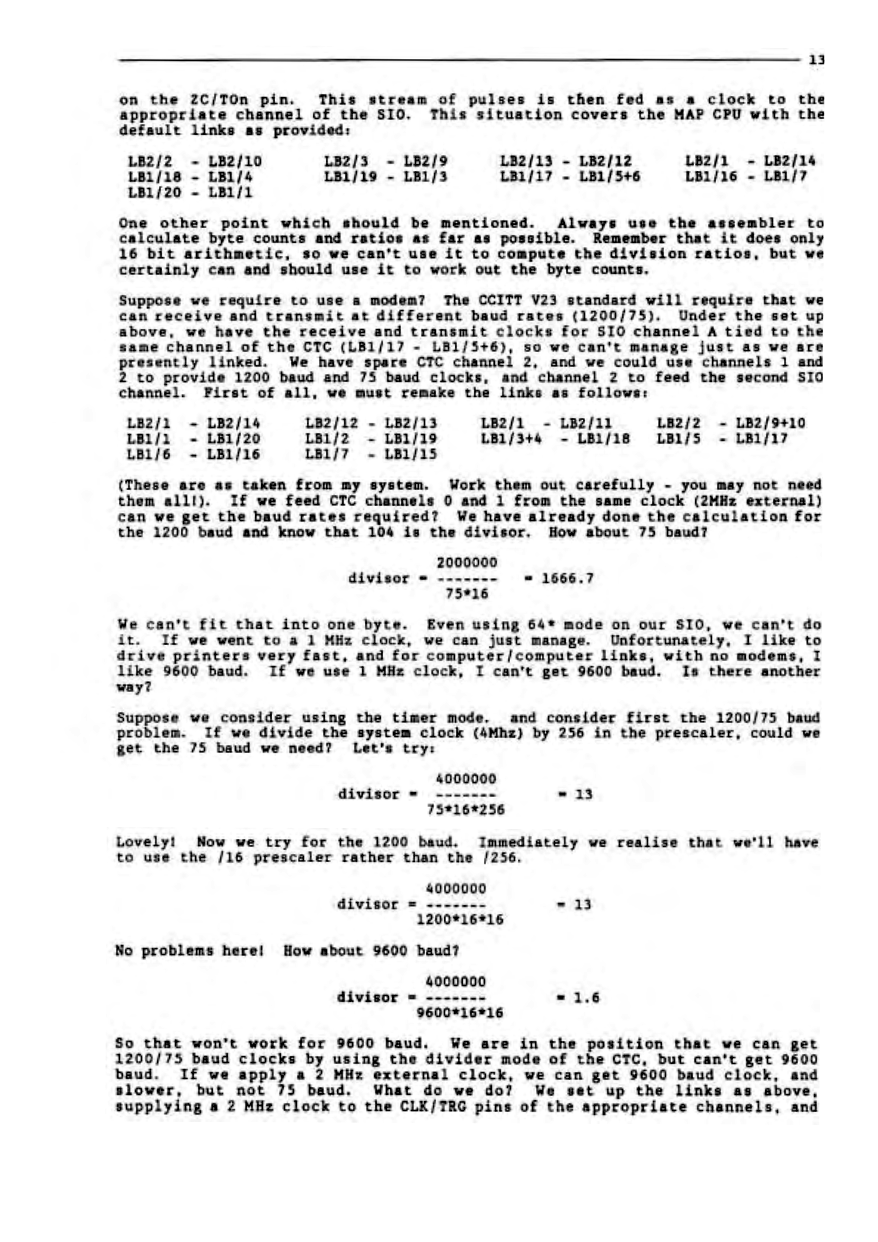 13
on the ZC/TOn pin. This stream of pulses is then fed as a clock to the
appropriate channel of the SIO. This situation covers the MAP CPU with the
default links as provided:
LB2/2 - LB2/10 LB2/3 - LB2/9 LB2/13 - LB2/12 LB2/1 - LB2/14
LB1/18 - LB1/4 LB1/19 - LB1/3 LB1/17 - LB1/5+6 LB1/16 - LB1/7
LB1/20 - LB1/1
One other point which should be mentioned. Always use the assembler to
calculate byte counts and ratios as far as possible. Remember that it does only
16 bit arithmetic, so we can't use it to compute the division ratios, but we
certainly can and should use it to work out the byte counts.
Suppose we require to use a modem? The CCITT V23 standard will require that we
can receive and transmit at different baud rates (1200/75). Under the set up
above, we have the receive and transmit clocks for SIO channel A tied to the
same channel of the CTC (LB1/17 - LB1/5+6), so we can't manage just as we are
presently linked. We have spare CTC channel 2, and we could use channels 1 and
2 to provide 1200 baud and 75 baud clocks, and channel 2 to feed the second SIO
channel. First of all, we must remake the links as follows:
LB2/1 - LB2/14 LB2/12 - LB2/13 LB2/1 - LB2/11 LB2/2 - LB2/9+10
LB1/1 - LB1/20 LB1/2 - LB1/19 LB1/3+4 - LB1/18 LB1/5 - LB1/17
LB1/6 - LB1/16 LB1/7 - LB1/15
(These are as taken from my system. Work them out carefully - you may not need
them all!). If we feed CTC channels 0 and 1 from the same clock (2MHz external)
can we get the baud rates required? We have already done the calculation for
the 1200 baud and know that 104 is the divisor. How about 75 baud?
2000000
divisor = ------- = 1666.7
75*16
We can't fit that into one byte. Even using 64* mode on our SIO, we can't do
it. If we went to a 1 MHz clock, we can just manage. Unfortunately, I like to
drive printers very fast, and for computer/computer links, with no modems, I
like 9600 baud. If we use 1 MHz clock, I can't get 9600 baud. Is there another
way?
Suppose we consider using the timer mode. and consider first the 1200/75 baud
problem. If we divide the system clock (4Mhz) by 256 in the prescaler, could we
get the 75 baud we need? Let's try:
4000000
divisor = ------- = 13
75*16*256
Lovely! Now we try for the 1200 baud. Immediately we realise that we'll have
to use the /16 prescaler rather than the /256.
4000000
divisor = ------- = 13
1200*16*16
No problems here! How about 9600 baud?
4000000
divisor = ------- = 1.6
9600*16*16
So that won't work for 9600 baud. We are in the position that we can get
1200/75 baud clocks by using the divider mode of the CTC, but can't get 9600
baud. If we apply a 2 MHz external clock, we can get 9600 baud clock, and
slower, but not 75 baud. What do we do? We set up the links as above,
supplying a 2 MHz clock to the CLK/TRG pins of the appropriate channels, and